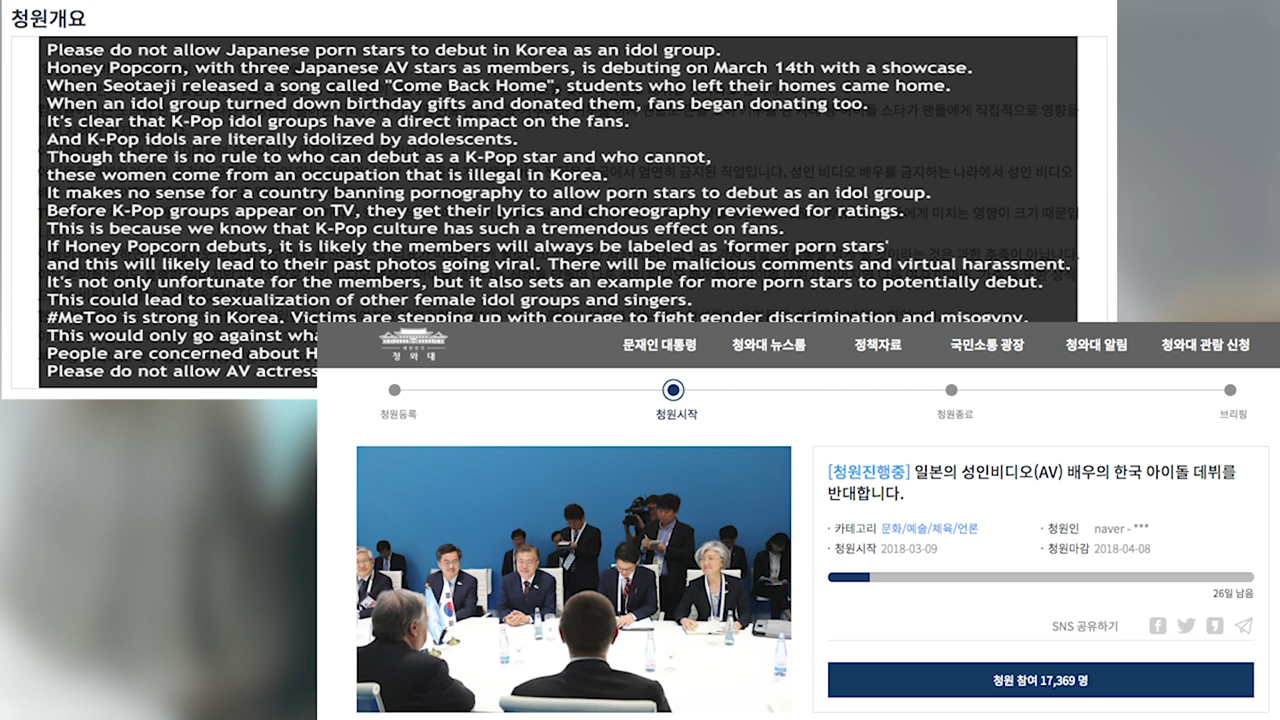 청원개요
Please do not allow Japanese porn stars to debut in Korea as an idol group.
Honey Popcorn, with three Japanese AV stars as members, is debuting on March 14th with a showcase.
When Seotaeji released a song called "Come Back Home", students who left their homes came home.
When an idol group turned down birthday gifts and donated them, fans began donating too.
It's clear that K-Pop idol groups have a direct impact on the fans.
And K-Pop idols are literally idolized by adolescents.
Though there is no rule to who can debut as a K-Pop star and who cannot,
these women come from an occupation that is illegal in Korea.
It makes no sense for a country banning pornography to allow porn stars to debut as an idol group.
Before K-Pop groups appear on TV, they get their lyrics and choreography reviewed for ratings.
This is because we know that K-Pop culture has such a tremendous effect on fans.
If Honey Popcorn debuts, it is likely the members will always be labeled as 'former porn stars'
and this will likely lead to their past photos going viral. There will be malicious comments and virtual harassment.
It's not only unfortunate for the members, but it also sets an example for more porn stars to potentially debut.
This could lead to sexualization of other female idol groups and singers.
#MeToo is strong in Korea. Victims are stepping up with courage to fight gender discrimination and misogyny.
This would only go against
People are concerned about H
Please do not allow AV actress
대한민국
청와대
문재인 대통령 청와대 뉴스룸 정책자료 국민소통 광장 청와대 알림 청와대 관람 신청
청원등록 청원시작 청원종료 브리핑
[청원진행중] 일본의 성인비디오(AV) 배우의 한국 아이돌 데뷔를
반대합니다.
· 카테고리 문화/예술/체육/언론 · 청원인 naver - ***
· 청원시작 2018-03-09 · 청원마감 2018-04-08
26일 남음
SNS 공유하기
청원 참여 17,369 명